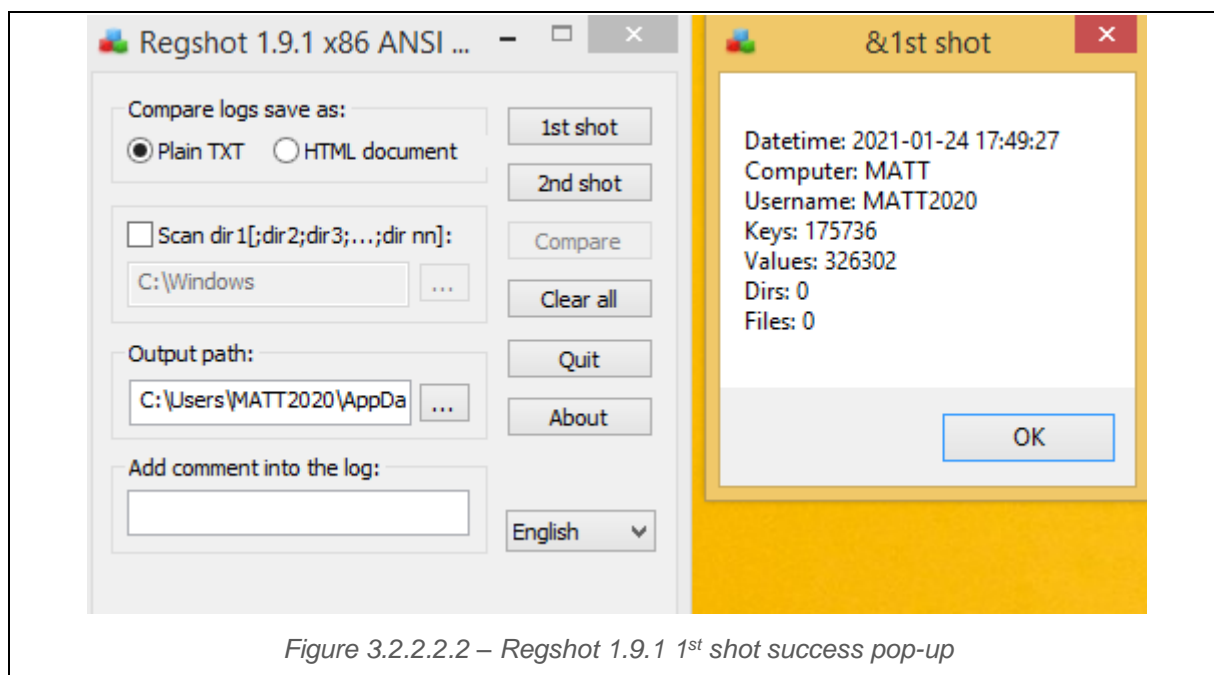 Regshot 1.9.1 x86 ANSI ...
Compare logs save as:
Plain TXT
HTML document
Scan dir1[;dir2;dir3;...;dir nn]:
C:\Windows
...
Output path:
C:\Users\MATT2020\AppDa
...
Add comment into the log:
1st shot
2nd shot
Compare
Clear all
Quit
About
English
&1st shot
Datetime: 2021-01-24 17:49:27
Computer: MATT
Username: MATT2020
Keys: 175736
Values: 326302
Dirs: 0
Files: 0
OK
Figure 3.2.2.2.2 – Regshot 1.9.1 1st shot success pop-up